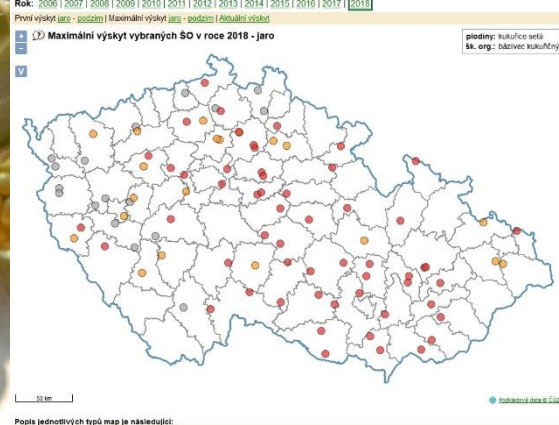 Rok: 2006 | 2007 | 2008 | 2009 | 2010 | 2011 | 2012 | 2013 | 2014 | 2015 | 2016 | 2017 | 2018
První výskyt jaro - podzim | Maximální výskyt jaro - podzim | Aktuální výskyt
+ (?) Maximální výskyt vybraných ŠO v roce 2018 - jaro
plodiny: kukuřice setá
šk. org.: bázlivec kukuřičný
−
V
50 km
Podkladová data © ČÚZ
Popis jednotlivých typů map je následující: